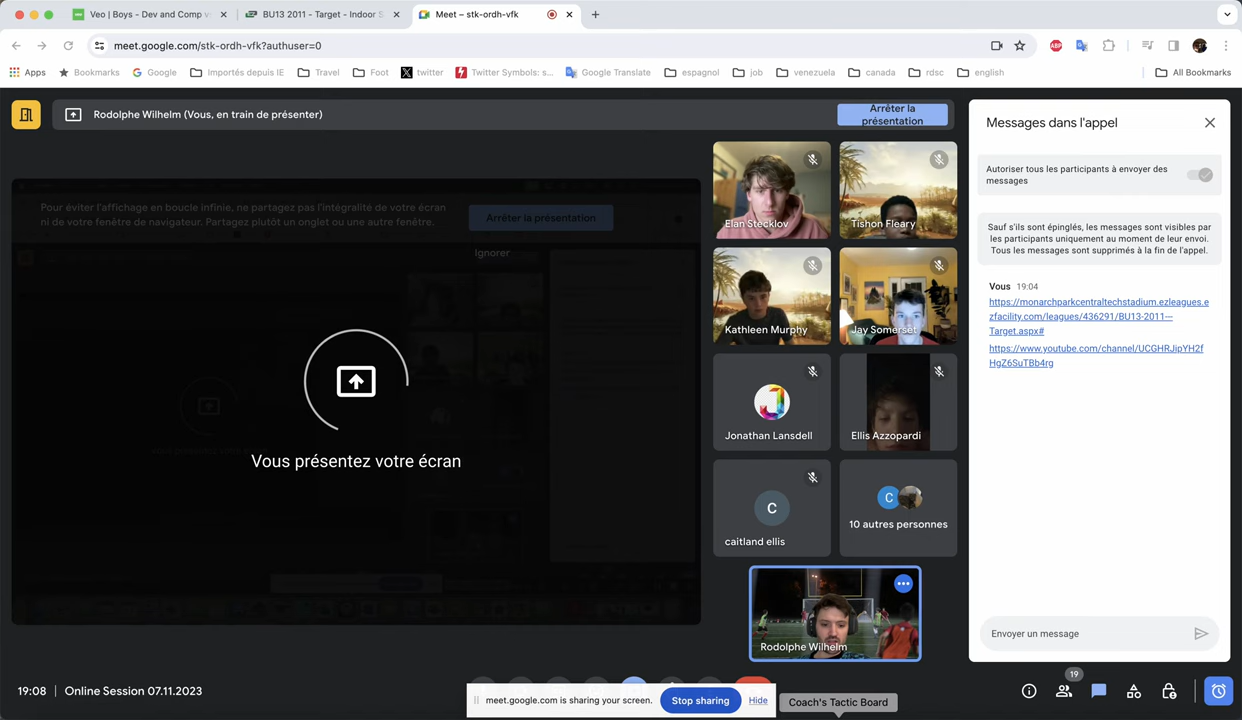 Veo | Boys - Dev and Comp v
BU13 2011 - Target - Indoor S
Meet – stk-ordh-vfk
meet.google.com/stk-ordh-vfk?authuser=0
Apps
Bookmarks
Google
Importés depuis IE
Travel
Foot
twitter
Twitter Symbols: s...
Google Translate
espagnol
job
venezuela
canada
rdsc
english
All Bookmarks
Rodolphe Wilhelm (Vous, en train de présenter)
Arrêter la
présentation
Pour éviter l'affichage en boucle infinie, ne partagez pas l'intégralité de votre écran
ni de votre fenêtre de navigateur. Partagez plutôt un onglet ou une autre fenêtre.
Arrêter la présentation
Ignorer
Vous présentez votre écran
Elan Stecklov
Tishon Fleary
Kathleen Murphy
Jay Somerset
Jonathan Lansdell
Ellis Azzopardi
C
caitland ellis
C
10 autres personnes
Rodolphe Wilhelm
Messages dans l'appel
Autoriser tous les participants à envoyer des
messages
Sauf s'ils sont épinglés, les messages sont visibles par
les participants uniquement au moment de leur envoi.
Tous les messages sont supprimés à la fin de l'appel.
Vous 19:04
https://monarchparkcentraltechstadium.ezleagues.e
zfacility.com/leagues/436291/BU13-2011---
Target.aspx#
https://www.youtube.com/channel/UCGHRJipYH2f
HgZ6SuTBb4rg
Envoyer un message
19:08 | Online Session 07.11.2023
meet.google.com is sharing your screen.
Stop sharing
Hide
Coach's Tactic Board
19